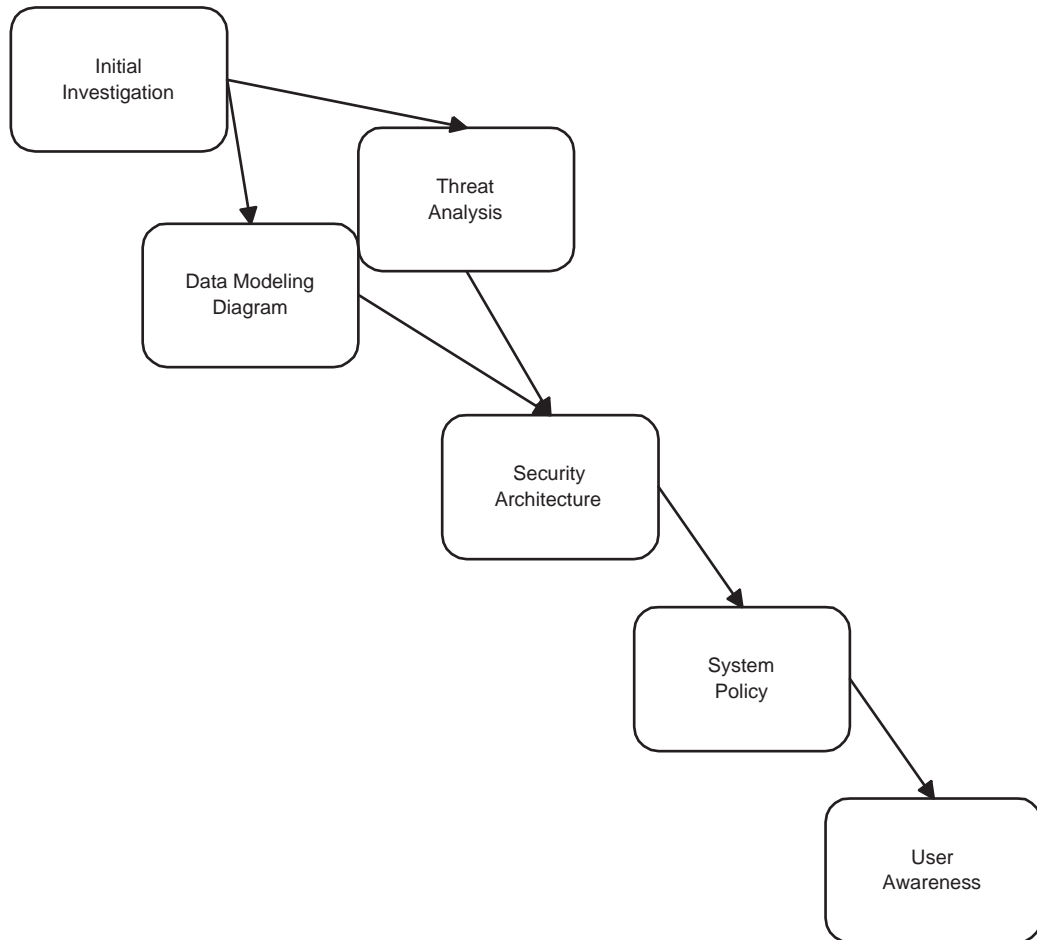 Initial
Investigation
Threat
Analysis
Data Modeling
Diagram
Security
Architecture
System
Policy
User
Awareness